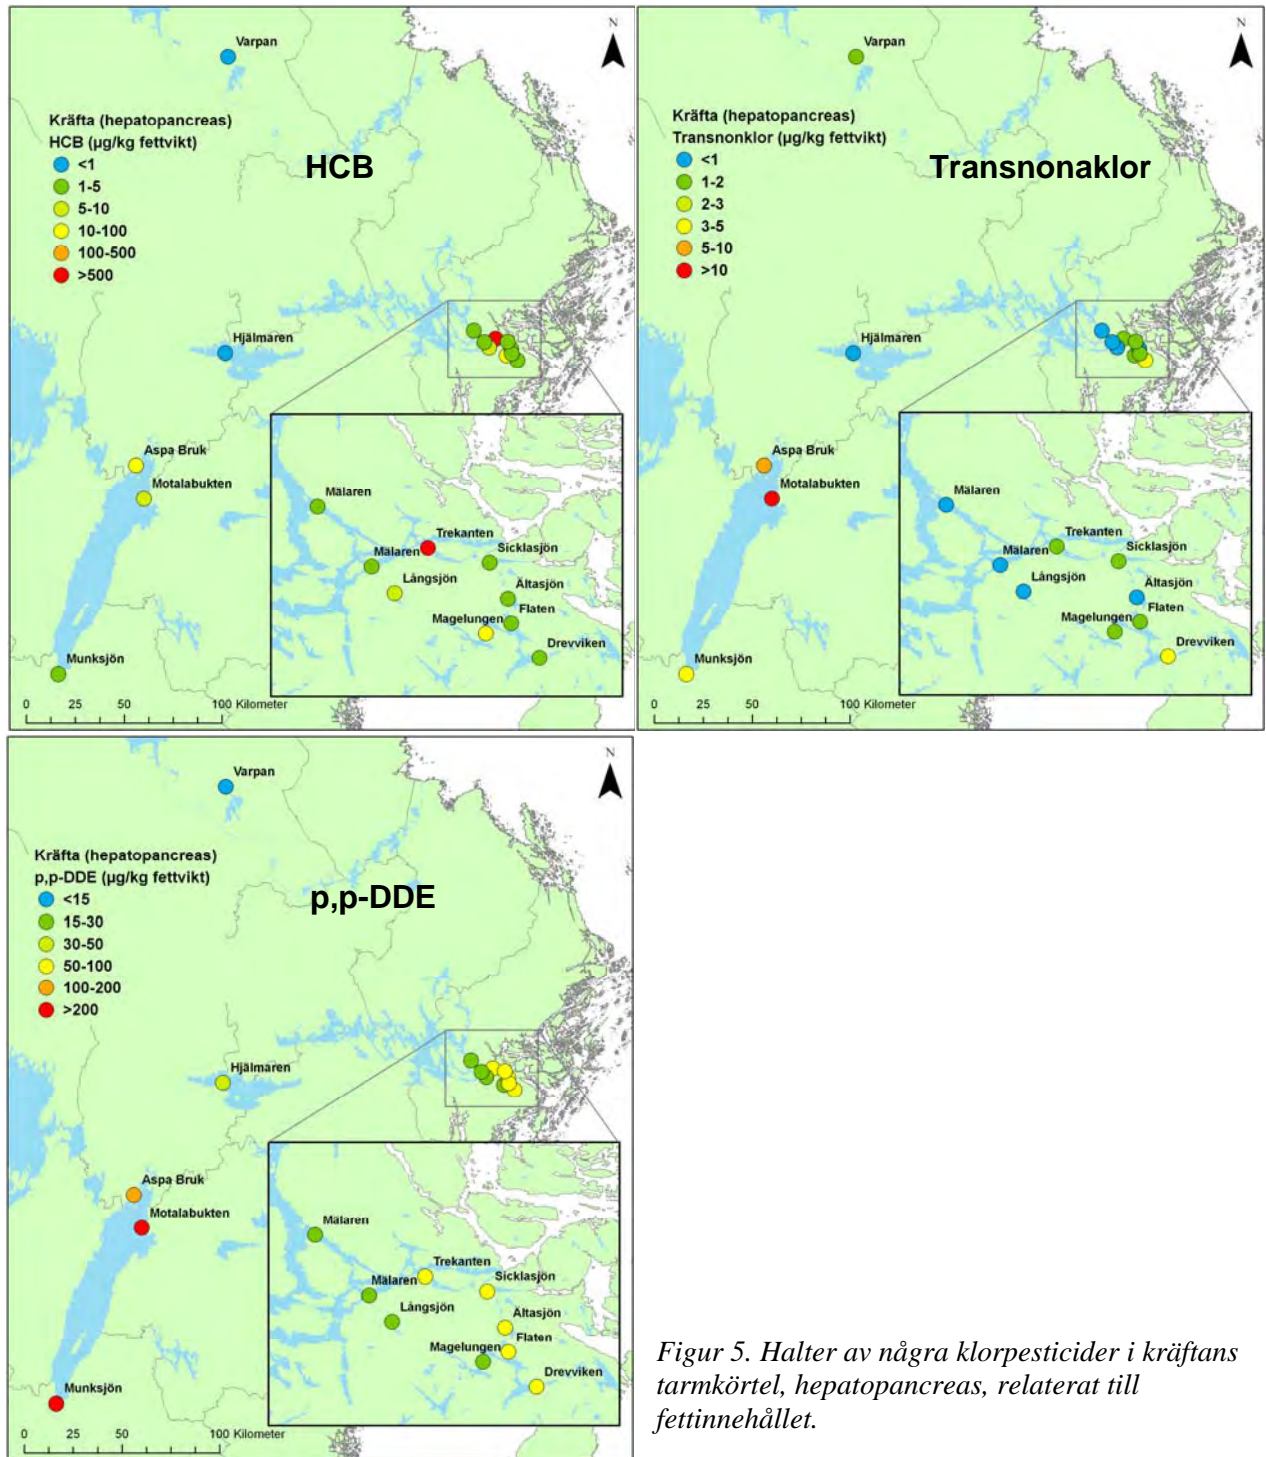 N
Varpan
Kräfta (hepatopancreas)
HCB (µg/kg fettvikt)
<1
1-5
5-10
10-100
100-500
>500
HCB
Hjälmaren
Aspa Bruk
Motalabukten
Munksjön
Mälaren
Trekanten
Mälaren
Sicklasjön
Långsjön
Ältasjön
Flaten
Magelungen
Drevviken
0 25 50 100 Kilometer
N
Varpan
Kräfta (hepatopancreas)
Transnonklor (µg/kg fettvikt)
<1
1-2
2-3
3-5
5-10
>10
Transnonaklor
Hjälmaren
Aspa Bruk
Motalabukten
Munksjön
Mälaren
Trekanten
Mälaren
Sicklasjön
Långsjön
Ältasjön
Flaten
Magelungen
Drevviken
0 25 50 100 Kilometer
N
Varpan
Kräfta (hepatopancreas)
p,p-DDE (µg/kg fettvikt)
<15
15-30
30-50
50-100
100-200
>200
p,p-DDE
Hjälmaren
Aspa Bruk
Motalabukten
Munksjön
Mälaren
Trekanten
Mälaren
Sicklasjön
Långsjön
Ältasjön
Flaten
Magelungen
Drevviken
0 25 50 100 Kilometer
Figur 5. Halter av några klorpesticider i kräftans
tarmkörtel, hepatopancreas, relaterat till
fettinnehållet.